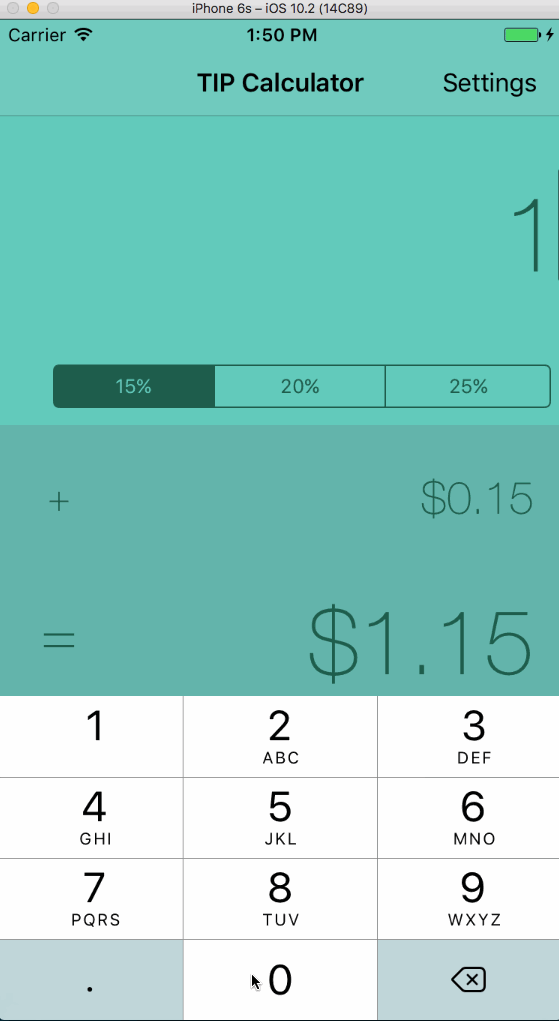 iPhone 6s – iOS 10.2 (14C89)
Carrier 1:50 PM
TIP Calculator Settings
1
15% 20% 25%
+ $0.15
= $1.15
1 2 3
ABC DEF
4 5 6
GHI JKL MNO
7 8 9
PQRS TUV WXYZ
. 0